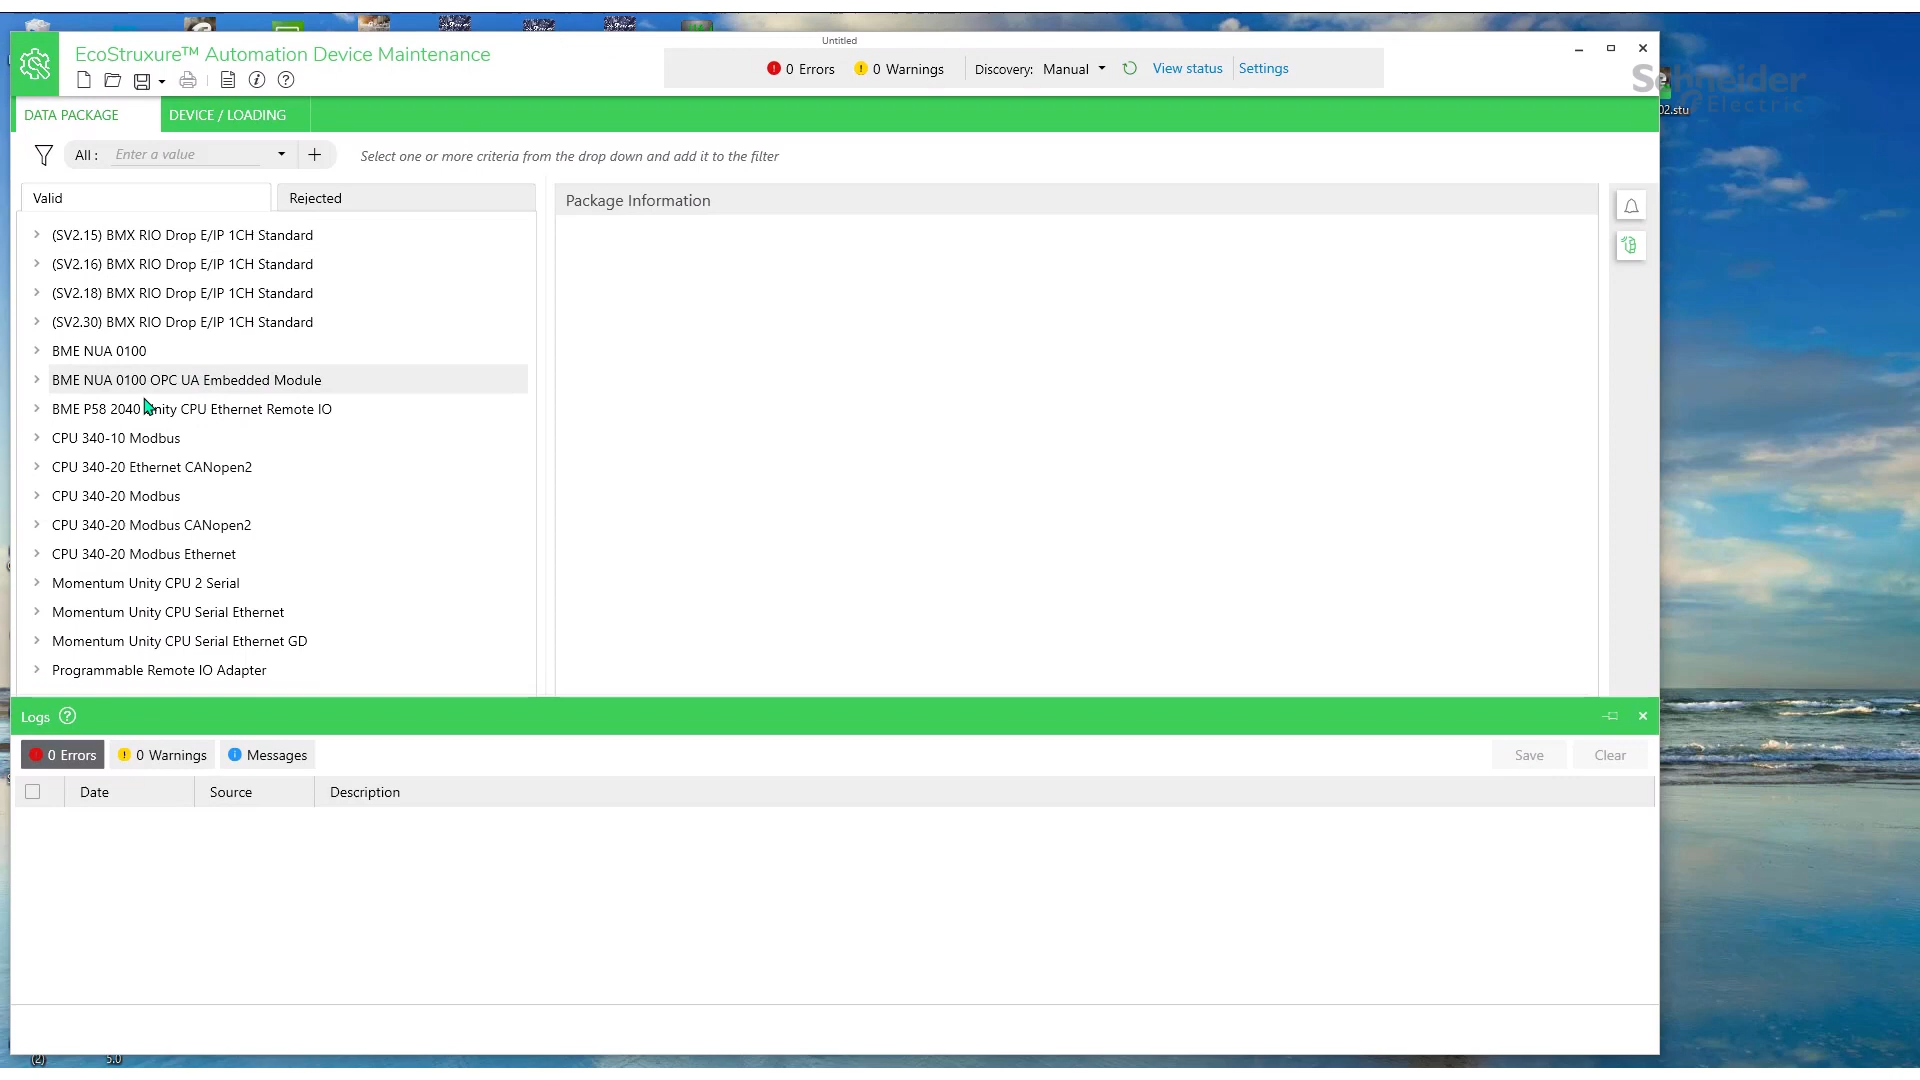 Untitled
EcoStruxure™ Automation Device Maintenance
0 Errors 0 Warnings Discovery: Manual View status Settings
Schneider
Electric
02.stu
DATA PACKAGE DEVICE / LOADING
All : Enter a value Select one or more criteria from the drop down and add it to the filter
Valid Rejected Package Information
(SV2.15) BMX RIO Drop E/IP 1CH Standard
(SV2.16) BMX RIO Drop E/IP 1CH Standard
(SV2.18) BMX RIO Drop E/IP 1CH Standard
(SV2.30) BMX RIO Drop E/IP 1CH Standard
BME NUA 0100
BME NUA 0100 OPC UA Embedded Module
BME P58 2040 Unity CPU Ethernet Remote IO
CPU 340-10 Modbus
CPU 340-20 Ethernet CANopen2
CPU 340-20 Modbus
CPU 340-20 Modbus CANopen2
CPU 340-20 Modbus Ethernet
Momentum Unity CPU 2 Serial
Momentum Unity CPU Serial Ethernet
Momentum Unity CPU Serial Ethernet GD
Programmable Remote IO Adapter
Logs
0 Errors 0 Warnings Messages Save Clear
Date Source Description
(2) 5.0